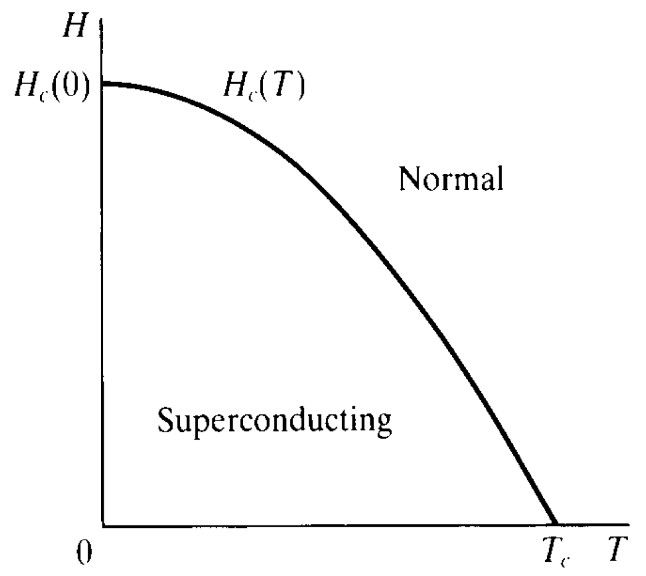 H
H_c(0)
H_c(T)
Normal
Superconducting
0
T_c
T